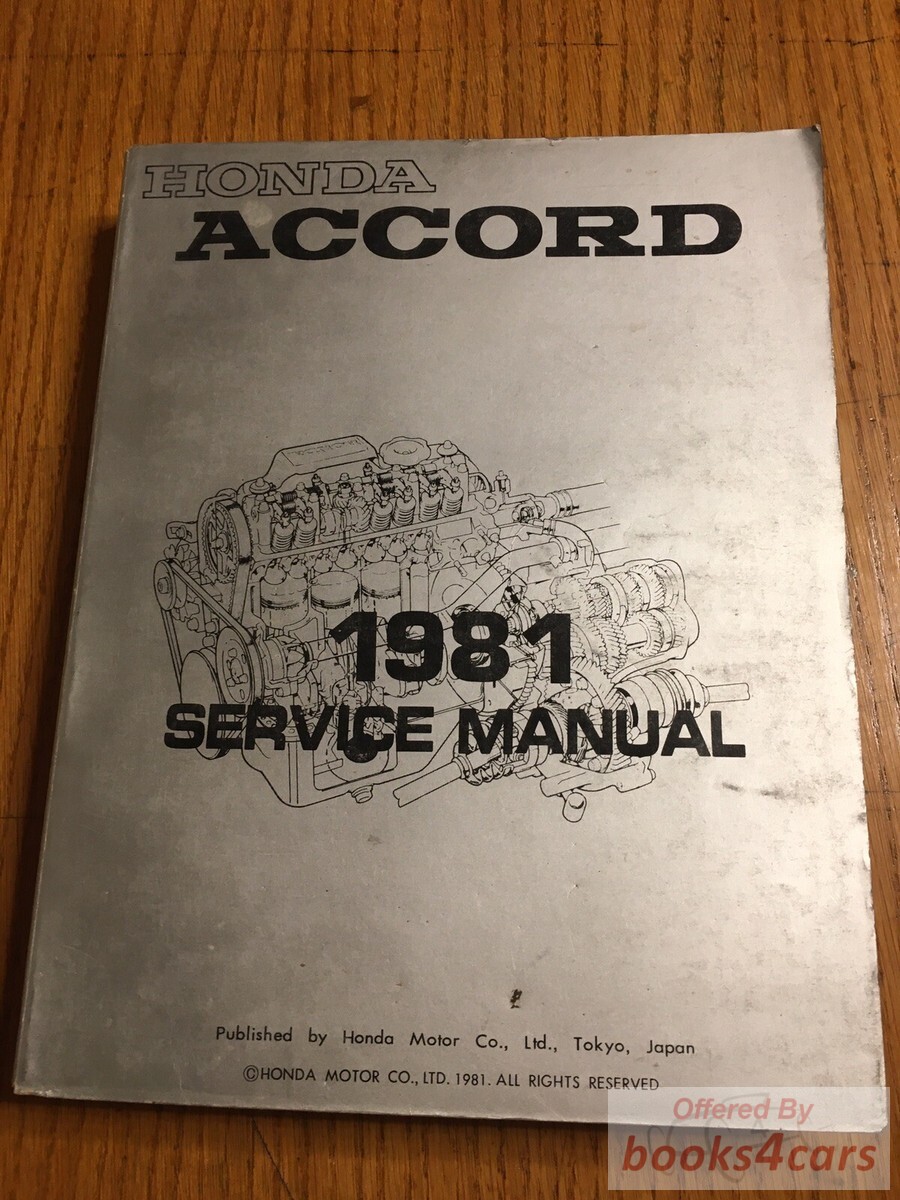 HONDA
ACCORD
1981
SERVICE MANUAL
Published by Honda Motor Co., Ltd., Tokyo, Japan
©HONDA MOTOR CO., LTD. 1981. ALL RIGHTS RESERVED
Offered By
books4cars